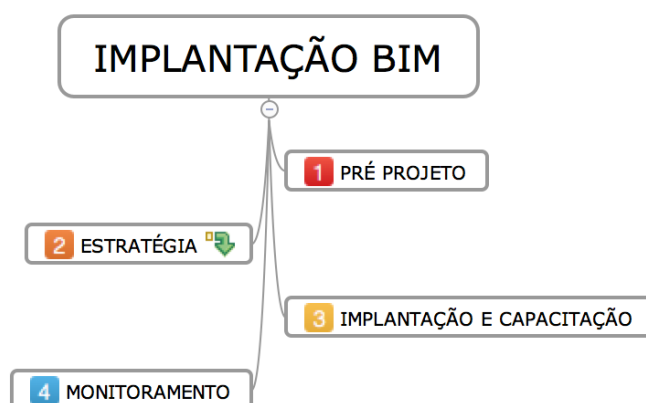 IMPLANTAÇÃO BIM
1 PRÉ PROJETO
2 ESTRATÉGIA
3 IMPLANTAÇÃO E CAPACITAÇÃO
4 MONITORAMENTO